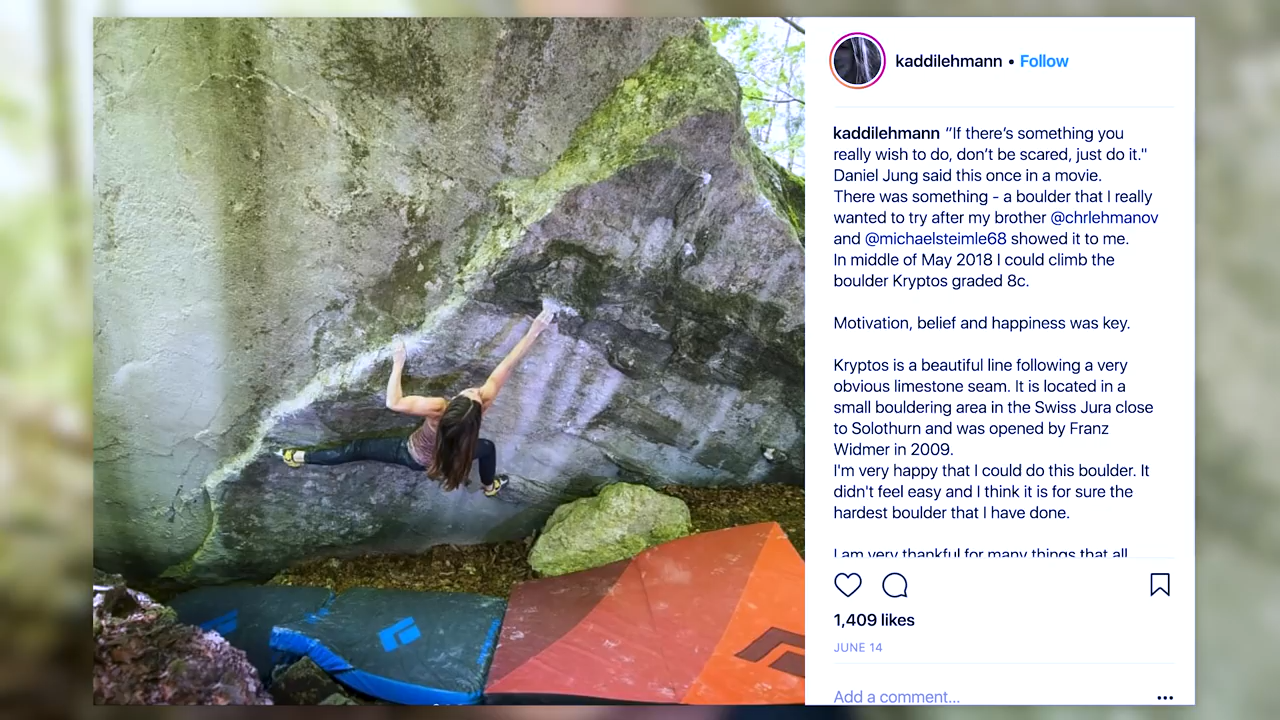 kaddilehmann • Follow
kaddilehmann “If there’s something you
really wish to do, don’t be scared, just do it."
Daniel Jung said this once in a movie.
There was something - a boulder that I really
wanted to try after my brother @chrlehmanov
and @michaelsteimle68 showed it to me.
In middle of May 2018 I could climb the
boulder Kryptos graded 8c.
Motivation, belief and happiness was key.
Kryptos is a beautiful line following a very
obvious limestone seam. It is located in a
small bouldering area in the Swiss Jura close
to Solothurn and was opened by Franz
Widmer in 2009.
I'm very happy that I could do this boulder. It
didn't feel easy and I think it is for sure the
hardest boulder that I have done.
I am very thankful for many things that all
1,409 likes
JUNE 14
Add a comment...